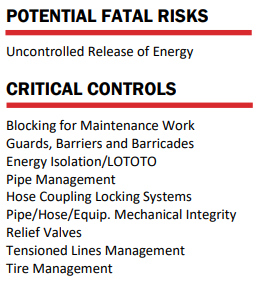 POTENTIAL FATAL RISKS
Uncontrolled Release of Energy
CRITICAL CONTROLS
Blocking for Maintenance Work
Guards, Barriers and Barricades
Energy Isolation/LOTOTO
Pipe Management
Hose Coupling Locking Systems
Pipe/Hose/Equip. Mechanical Integrity
Relief Valves
Tensioned Lines Management
Tire Management